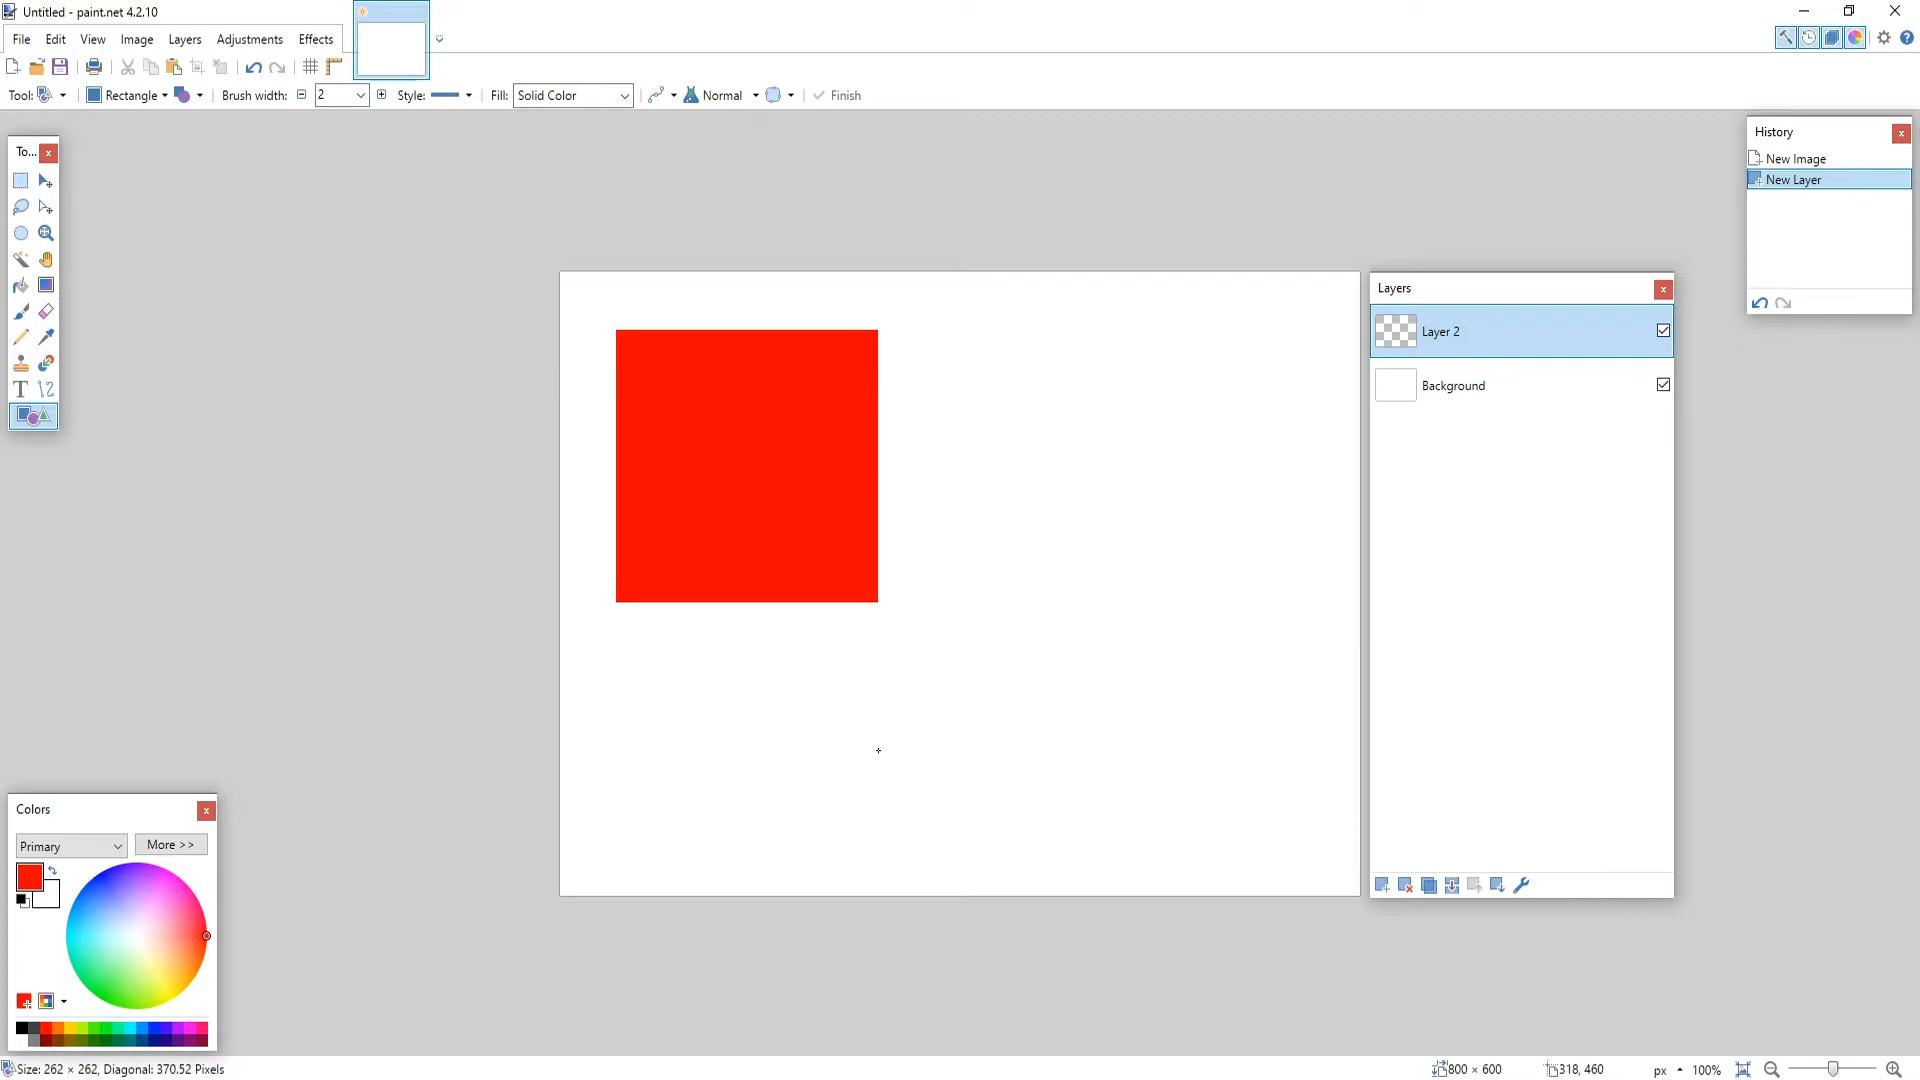 Untitled - paint.net 4.2.10
File Edit View Image Layers Adjustments Effects
Tool: Rectangle Brush width: 2 Style: Fill: Solid Color Normal Finish
To...
T
History
New Image
New Layer
Layers
Layer 2
Background
Colors
Primary More >>
Size: 262 × 262, Diagonal: 370.52 Pixels 800 × 600 318, 460 px 100%